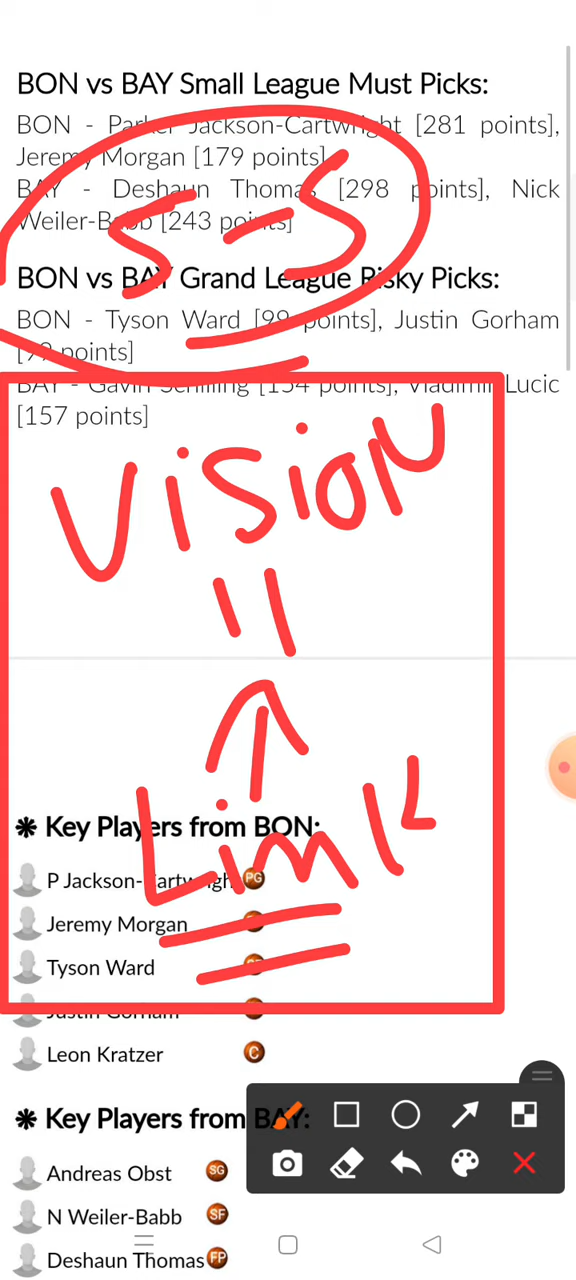 BON vs BAY Small League Must Picks:
BON - Parker Jackson-Cartwright [281 points],
Jeremy Morgan [179 points]
BAY - Deshaun Thomas [298 points], Nick
Weiler-Babb [243 points]
5-5
BON vs BAY Grand League Risky Picks:
BON - Tyson Ward [99 points], Justin Gorham
points]
BAY - Gavin Schilling [154 points], Vladimir Lucic
[157 points]
VISION
LINK
Key Players from BON:
P Jackson-Cartwright PG
Jeremy Morgan
Tyson Ward
Justin Gorham
Leon Kratzer C
Key Players from BAY:
Andreas Obst SG
N Weiler-Babb SF
Deshaun Thomas FP